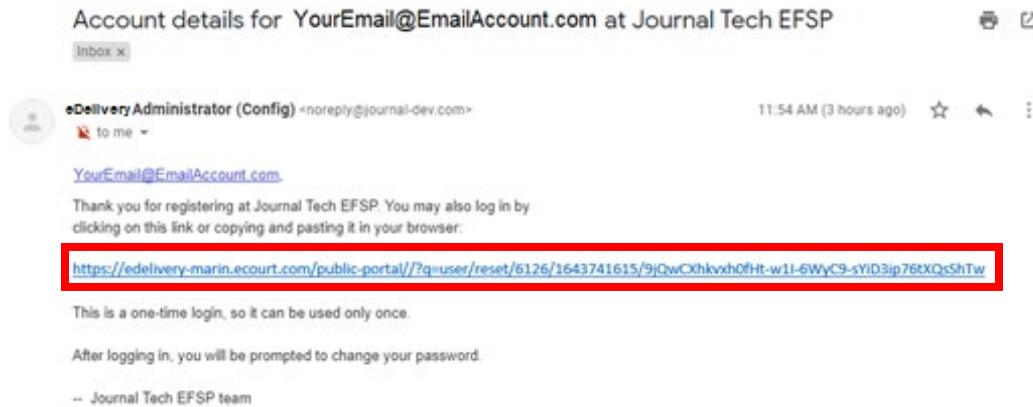 Account details for YourEmail@EmailAccount.com at Journal Tech EFSP
Inbox x
eDelivery Administrator (Config) <noreply@journal-dev.com> 11:54 AM (3 hours ago)
to me
YourEmail@EmailAccount.com,
Thank you for registering at Journal Tech EFSP. You may also log in by
clicking on this link or copying and pasting it in your browser:
https://edelivery-marin.ecourt.com/public-portal//?q=user/reset/6126/1643741615/9jQwCXhkvxh0fHt-w1I-6WyC9-sYiD3ip76tXQsShTw
This is a one-time login, so it can be used only once.
After logging in, you will be prompted to change your password.
-- Journal Tech EFSP team